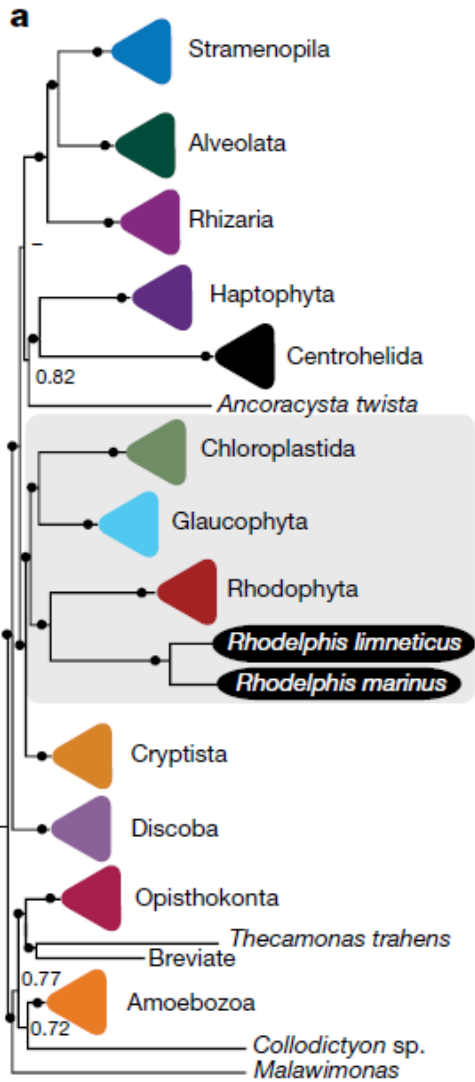 a
Stramenopila
Alveolata
Rhizaria
–
Haptophyta
Centrohelida
0.82
Ancoracysta twista
Chloroplastida
Glaucophyta
Rhodophyta
Rhodelphis limneticus
Rhodelphis marinus
Cryptista
Discoba
Opisthokonta
Thecamonas trahens
Breviate
0.77
Amoebozoa
0.72
Collodictyon sp.
Malawimonas